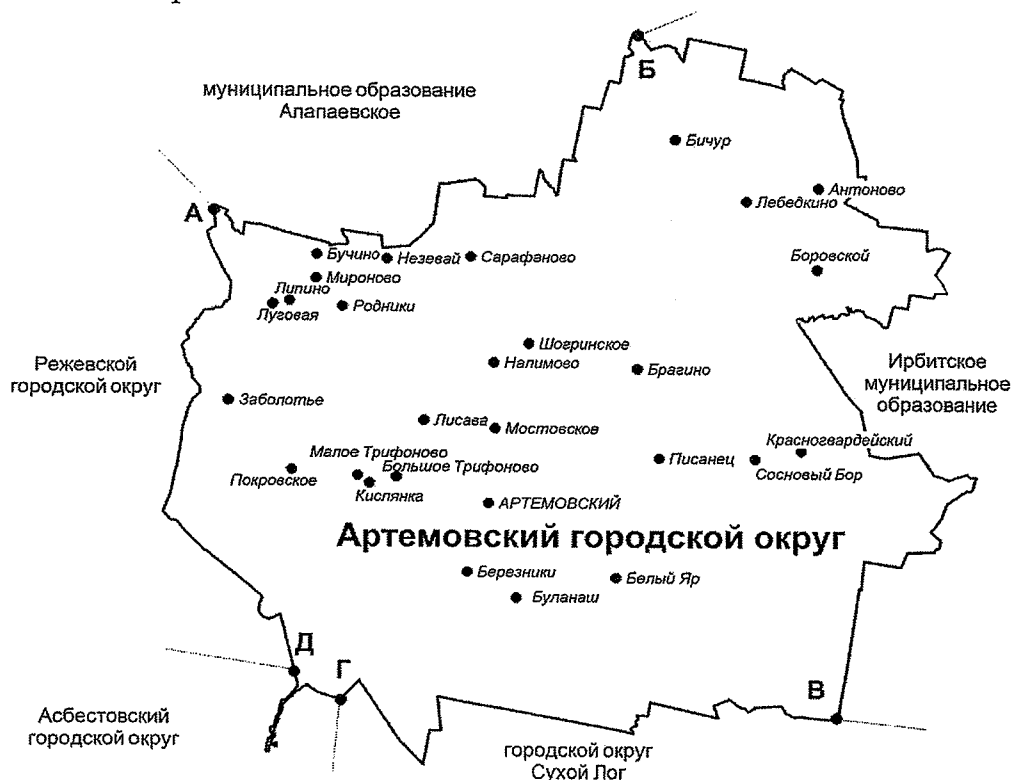 Б
муниципальное образование
Алапаевское
Бичур
Антоново
Лебедкино
А
Бучино
Незевай
Сарафаново
Боровской
Мироново
Липино
Луговая
Родники
Шогринское
Налимово
Брагино
Режевской
городской округ
Ирбитское
муниципальное
образование
Заболотье
Лисава
Мостовское
Красногвардейский
Малое Трифоново
Большое Трифоново
Писанец
Сосновый Бор
Покровское
Кислянка
АРТЕМОВСКИЙ
Артемовский городской округ
Березники
Белый Яр
Буланаш
Д
Г
В
Асбестовский
городской округ
городской округ
Сухой Лог